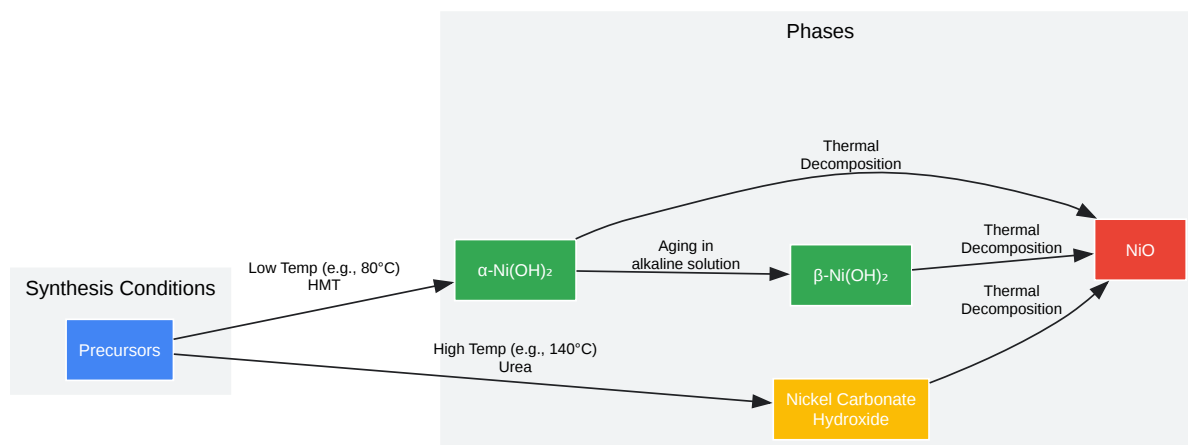 Phases
Thermal
Decomposition
Thermal
Decomposition
NiO
Aging in
alkaline solution
α-Ni(OH)₂
β-Ni(OH)₂
Low Temp (e.g., 80°C)
HMT
Synthesis Conditions
Precursors
Thermal
Decomposition
High Temp (e.g., 140°C)
Urea
Nickel Carbonate
Hydroxide